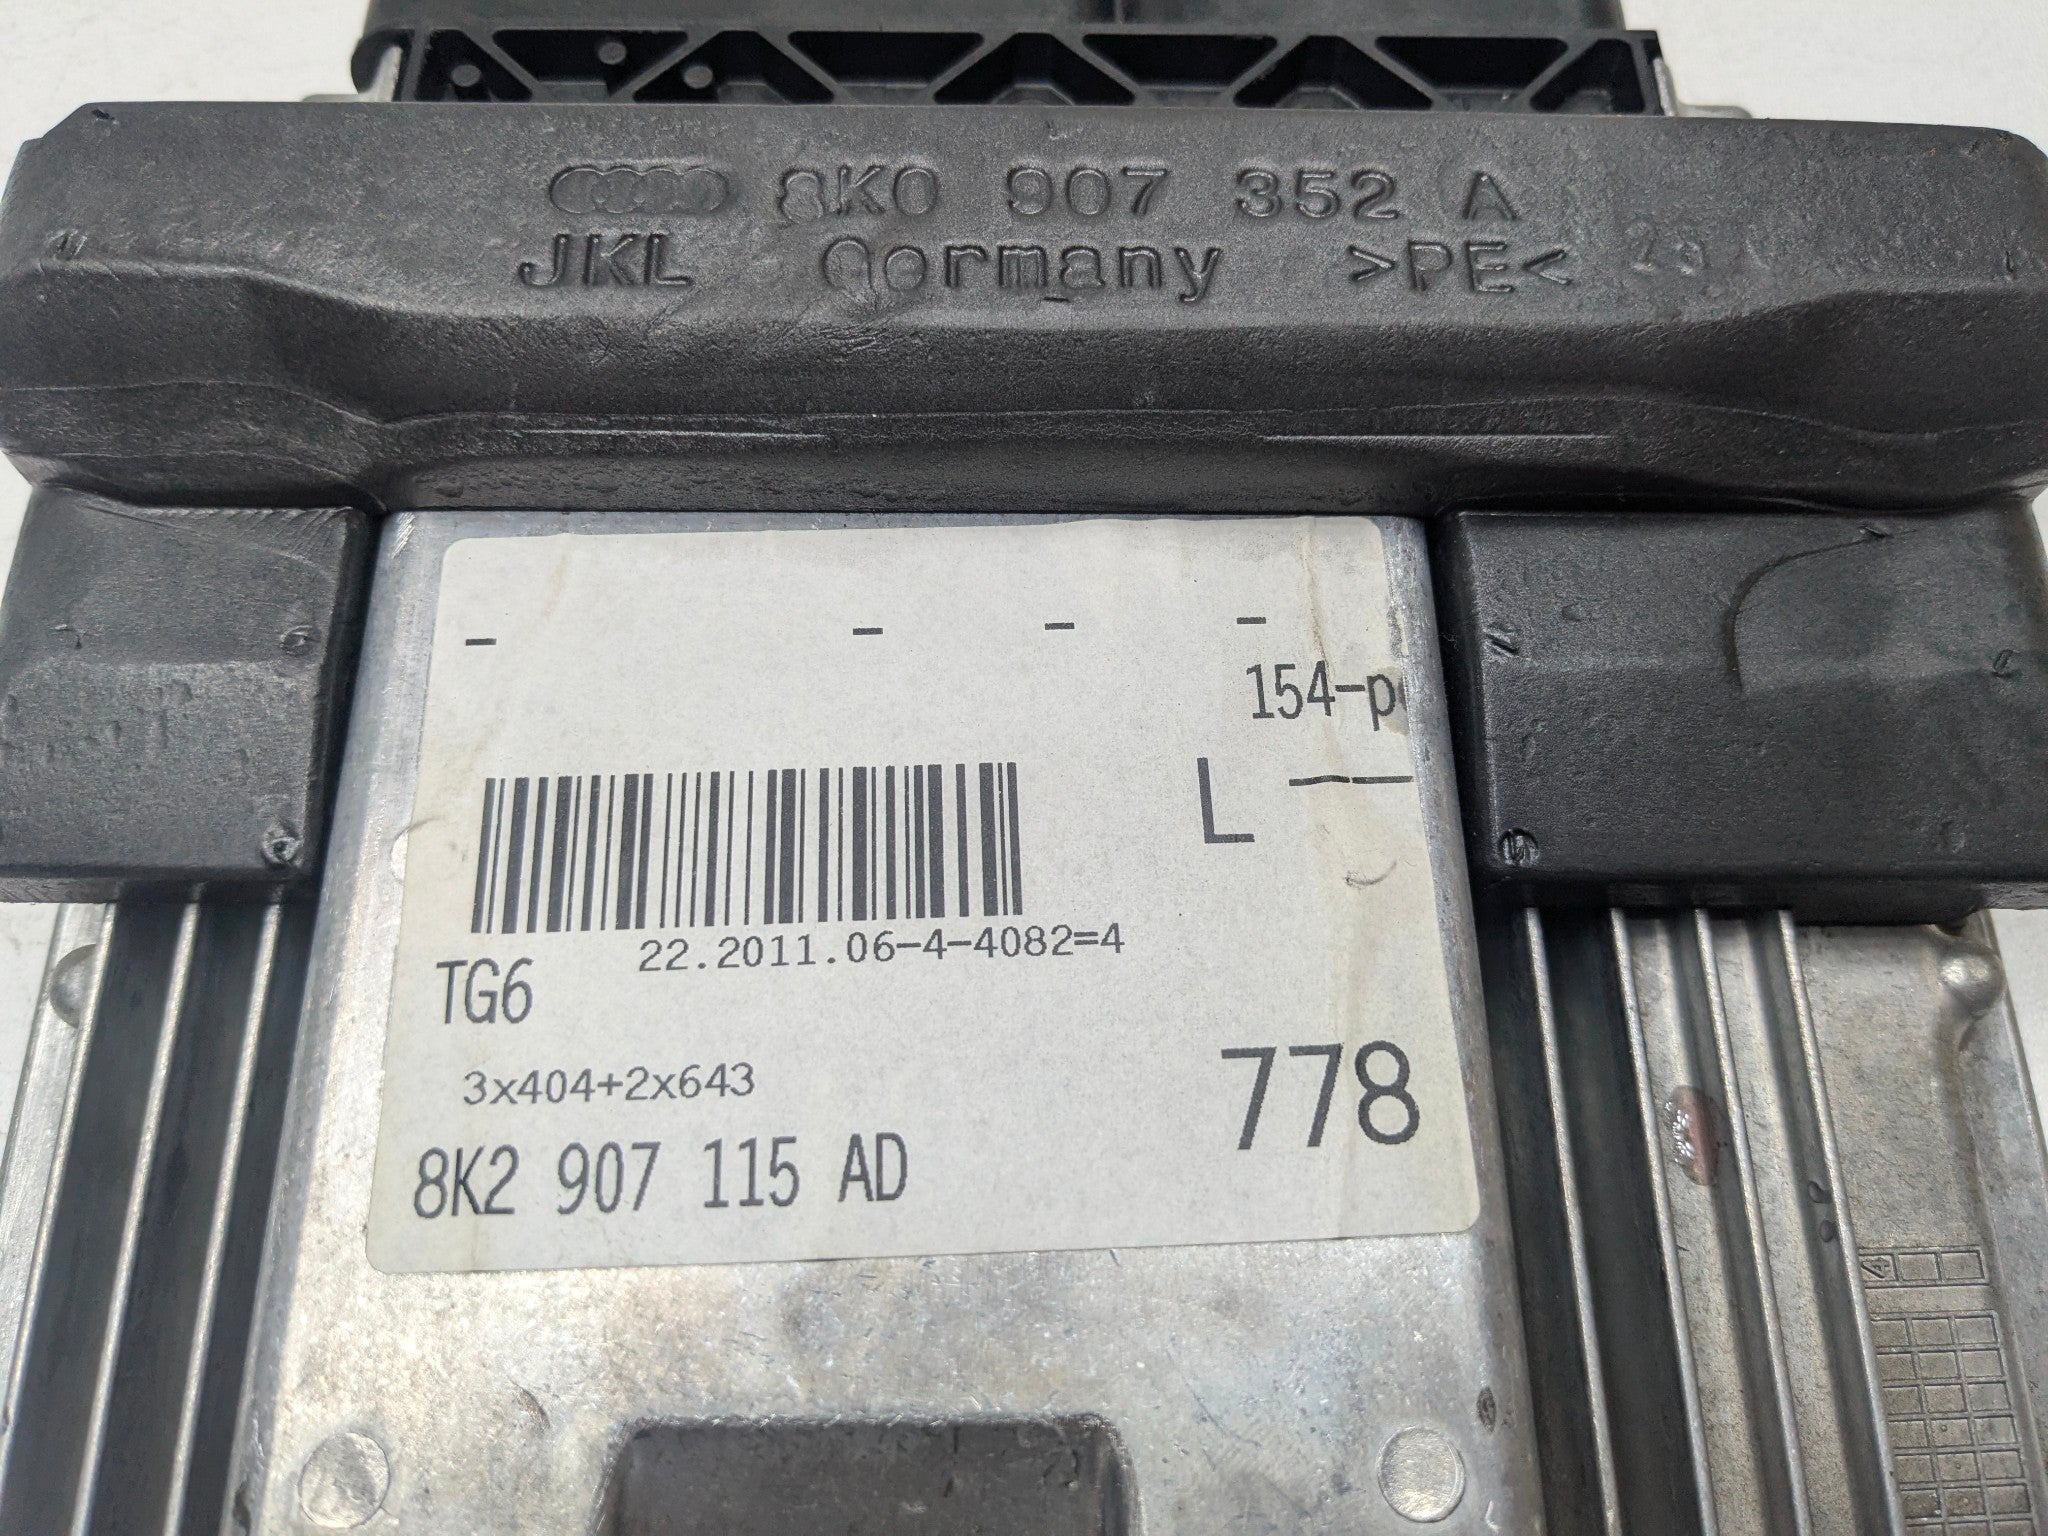 8K0 907 352 A
JKL Germany >PE<
- - - -
154-p
L ——
22.2011.06-4-4082=4
TG6
3x404+2x643
778
8K2 907 115 AD